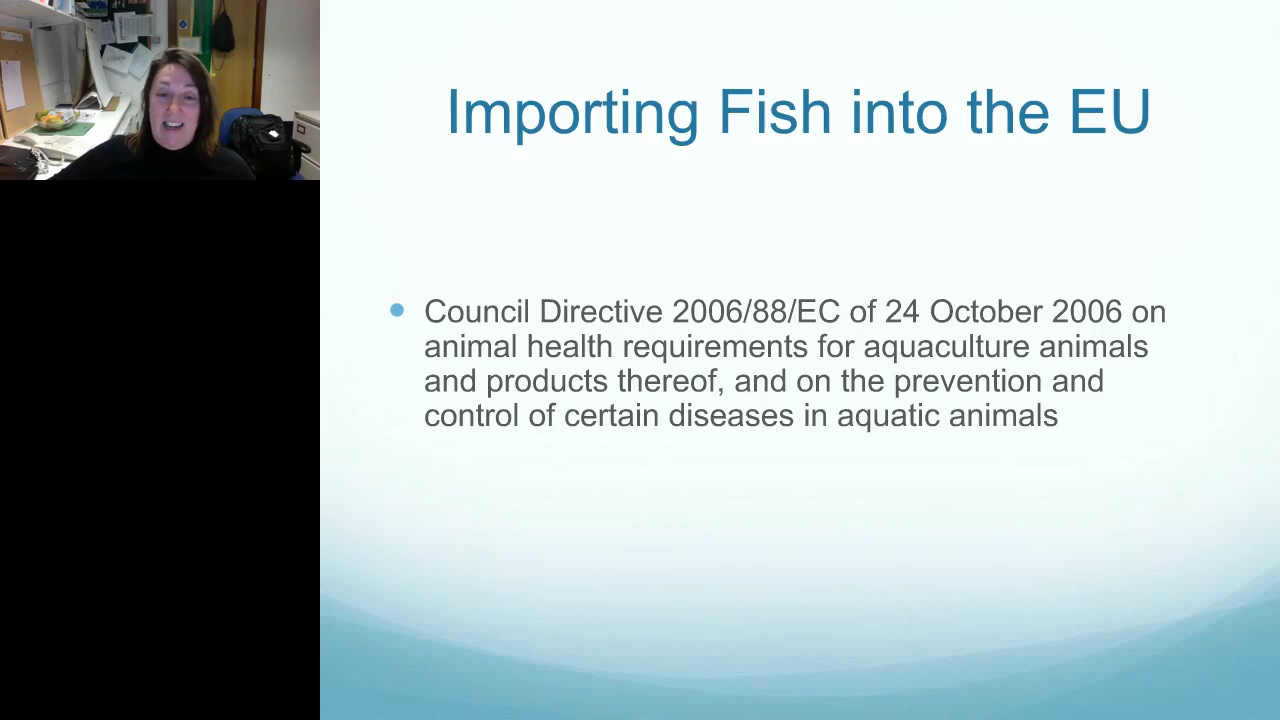 Importing Fish into the EU
Council Directive 2006/88/EC of 24 October 2006 on
animal health requirements for aquaculture animals
and products thereof, and on the prevention and
control of certain diseases in aquatic animals